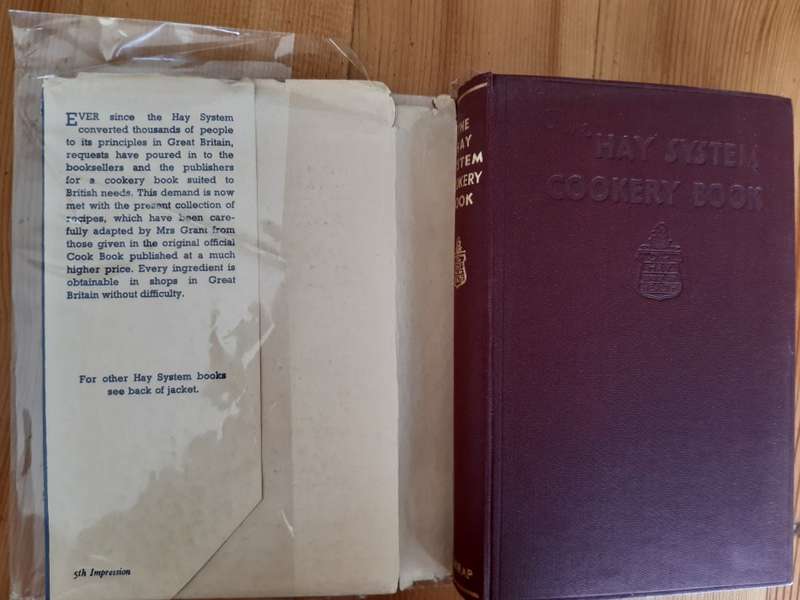 EVER since the Hay System
converted thousands of people
to its principles in Great Britain,
requests have poured in to the
booksellers and the publishers
for a cookery book suited to
British needs. This demand is now
met with the present collection of
recipes, which have been care-
fully adapted by Mrs Grant from
those given in the original official
Cook Book published at a much
higher price. Every ingredient is
obtainable in shops in Great
Britain without difficulty.
For other Hay System books
see back of jacket.
5th Impression
HAY
COOKERY
BOOK
HAY SYSTEM
COOKERY BOOK